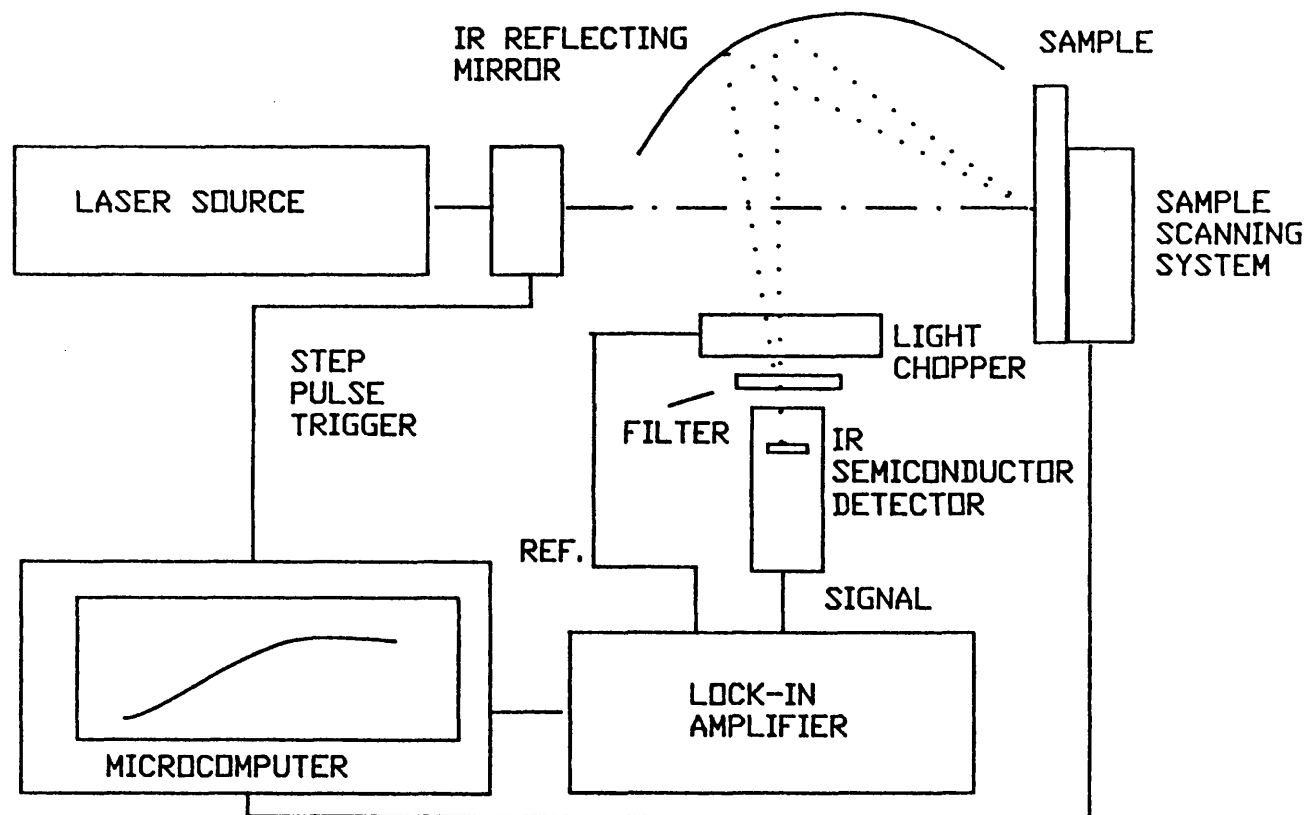 IR REFLECTING
MIRROR
SAMPLE
LASER SOURCE
SAMPLE
SCANNING
SYSTEM
STEP
PULSE
TRIGGER
LIGHT
CHOPPER
FILTER
IR
SEMICONDUCTOR
DETECTOR
REF.
SIGNAL
LOCK-IN
AMPLIFIER
MICROCOMPUTER